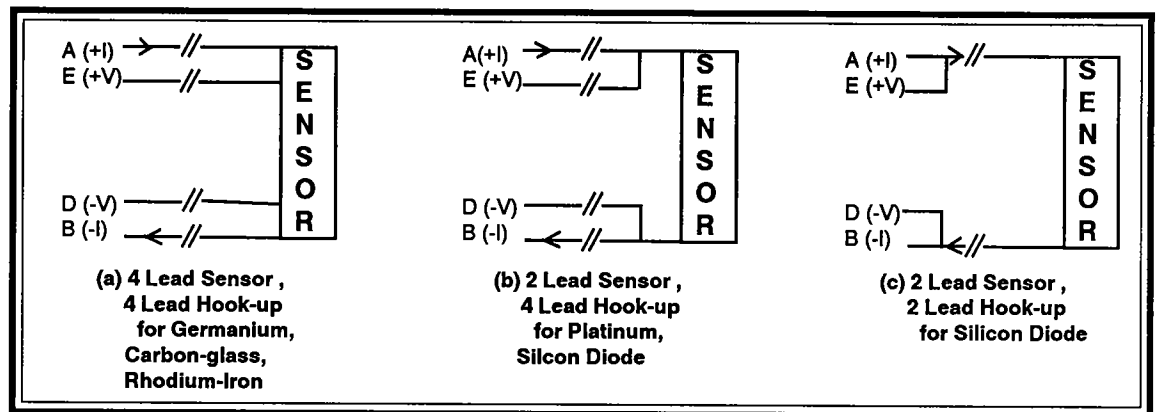 A (+I)
E (+V)
D (-V)
B (-I)
SENSOR
(a) 4 Lead Sensor ,
4 Lead Hook-up
for Germanium,
Carbon-glass,
Rhodium-Iron
A(+I)
E (+V)
D (-V)
B (-I)
SENSOR
(b) 2 Lead Sensor ,
4 Lead Hook-up
for Platinum,
Silcon Diode
A (+I)
E (+V)
D (-V)
B (-I)
SENSOR
(c) 2 Lead Sensor ,
2 Lead Hook-up
for Silicon Diode